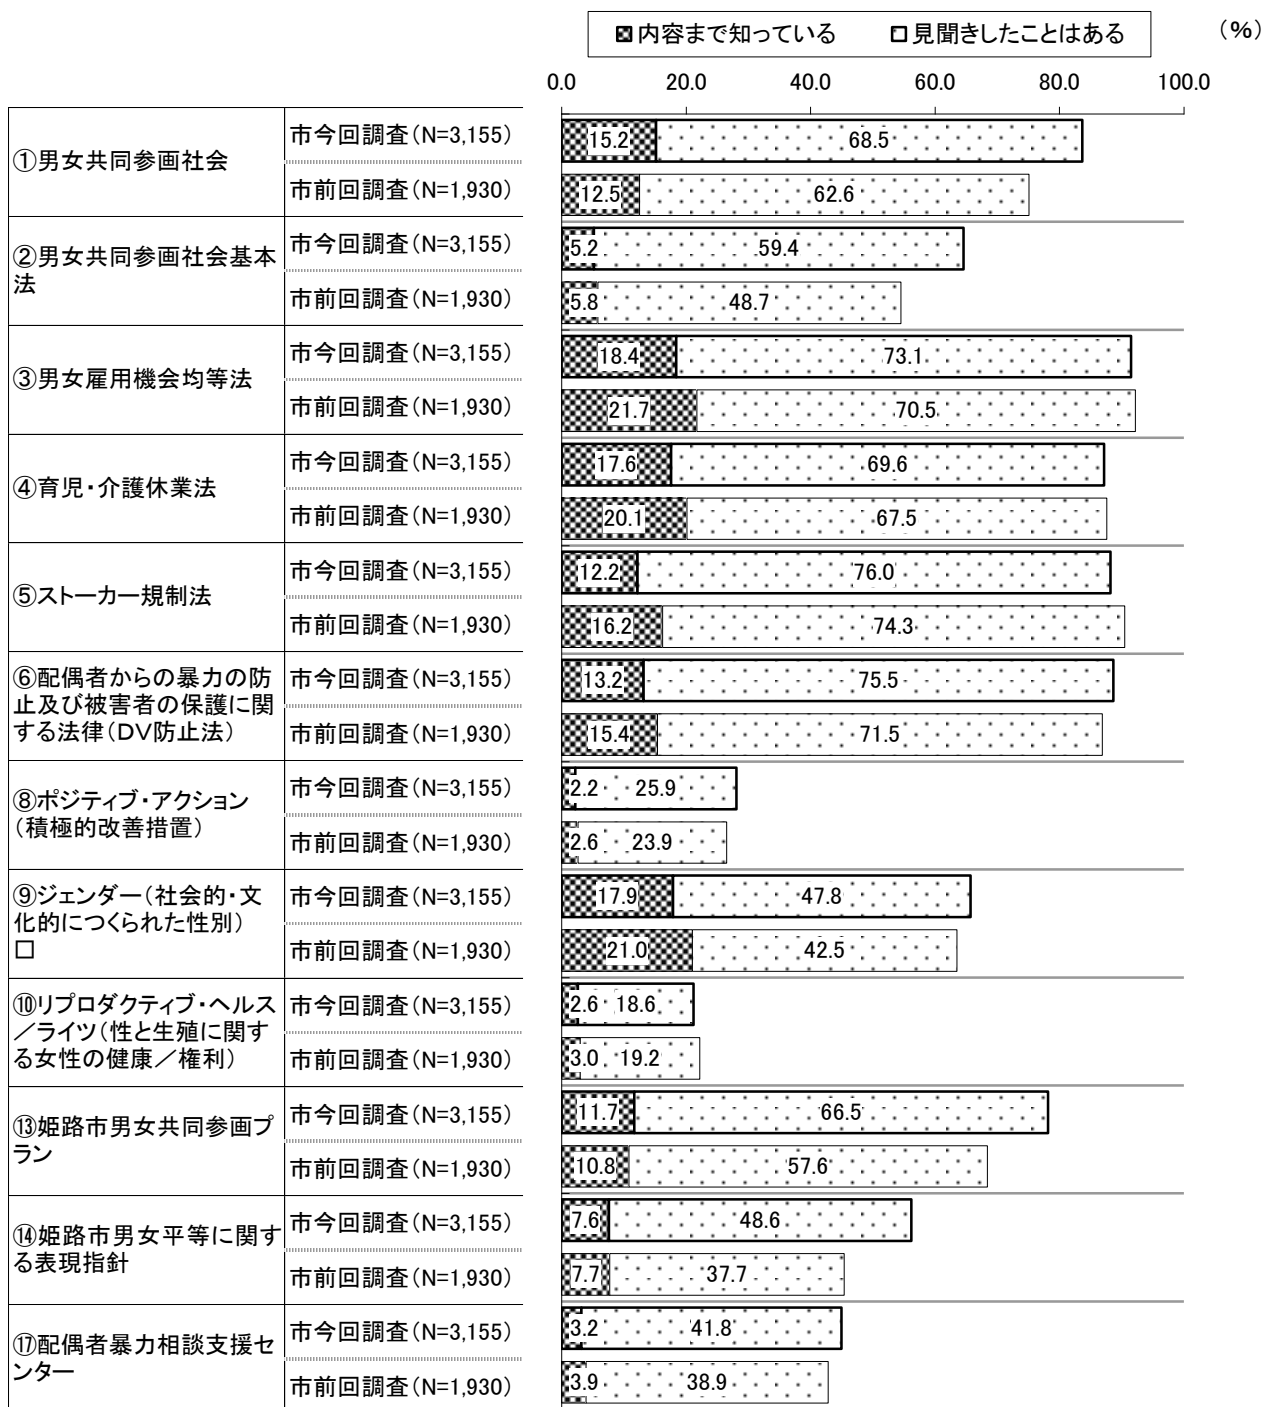 内容まで知っている 見聞きしたことはある (%)
0.0 20.0 40.0 60.0 80.0 100.0
①男女共同参画社会
市今回調査(N=3,155) 15.2 68.5
市前回調査(N=1,930) 12.5 62.6
②男女共同参画社会基本
法
市今回調査(N=3,155) 5.2 59.4
市前回調査(N=1,930) 5.8 48.7
③男女雇用機会均等法
市今回調査(N=3,155) 18.4 73.1
市前回調査(N=1,930) 21.7 70.5
④育児・介護休業法
市今回調査(N=3,155) 17.6 69.6
市前回調査(N=1,930) 20.1 67.5
⑤ストーカー規制法
市今回調査(N=3,155) 12.2 76.0
市前回調査(N=1,930) 16.2 74.3
⑥配偶者からの暴力の防
止及び被害者の保護に関
する法律(DV防止法)
市今回調査(N=3,155) 13.2 75.5
市前回調査(N=1,930) 15.4 71.5
⑧ポジティブ・アクション
(積極的改善措置)
市今回調査(N=3,155) 2.2 25.9
市前回調査(N=1,930) 2.6 23.9
⑨ジェンダー(社会的・文
化的につくられた性別)
□
市今回調査(N=3,155) 17.9 47.8
市前回調査(N=1,930) 21.0 42.5
⑩リプロダクティブ・ヘルス
/ライツ(性と生殖に関す
る女性の健康/権利)
市今回調査(N=3,155) 2.6 18.6
市前回調査(N=1,930) 3.0 19.2
⑬姫路市男女共同参画プ
ラン
市今回調査(N=3,155) 11.7 66.5
市前回調査(N=1,930) 10.8 57.6
⑭姫路市男女平等に関す
る表現指針
市今回調査(N=3,155) 7.6 48.6
市前回調査(N=1,930) 7.7 37.7
⑰配偶者暴力相談支援セ
ンター
市今回調査(N=3,155) 3.2 41.8
市前回調査(N=1,930) 3.9 38.9